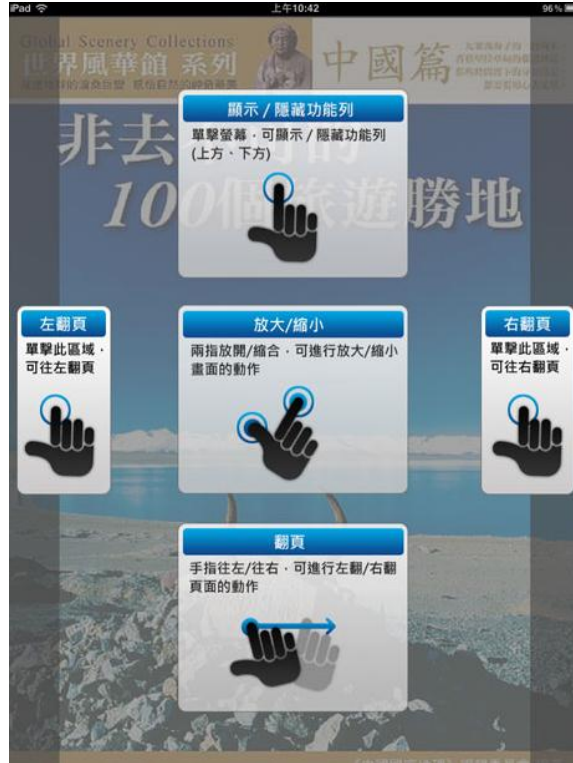 iPad
上午10:42
96%
Global Scenery Collections
世界風華館 系列
中國篇
顯示 / 隱藏功能列
單擊螢幕，可顯示 / 隱藏功能列
(上方、下方)
100個旅遊勝地
左翻頁
單擊此區域，
可往左翻頁
放大/縮小
兩指放開/縮合，可進行放大/縮小
畫面的動作
右翻頁
單擊此區域，
可往右翻頁
翻頁
手指往左/往右，可進行左翻/右翻
頁面的動作